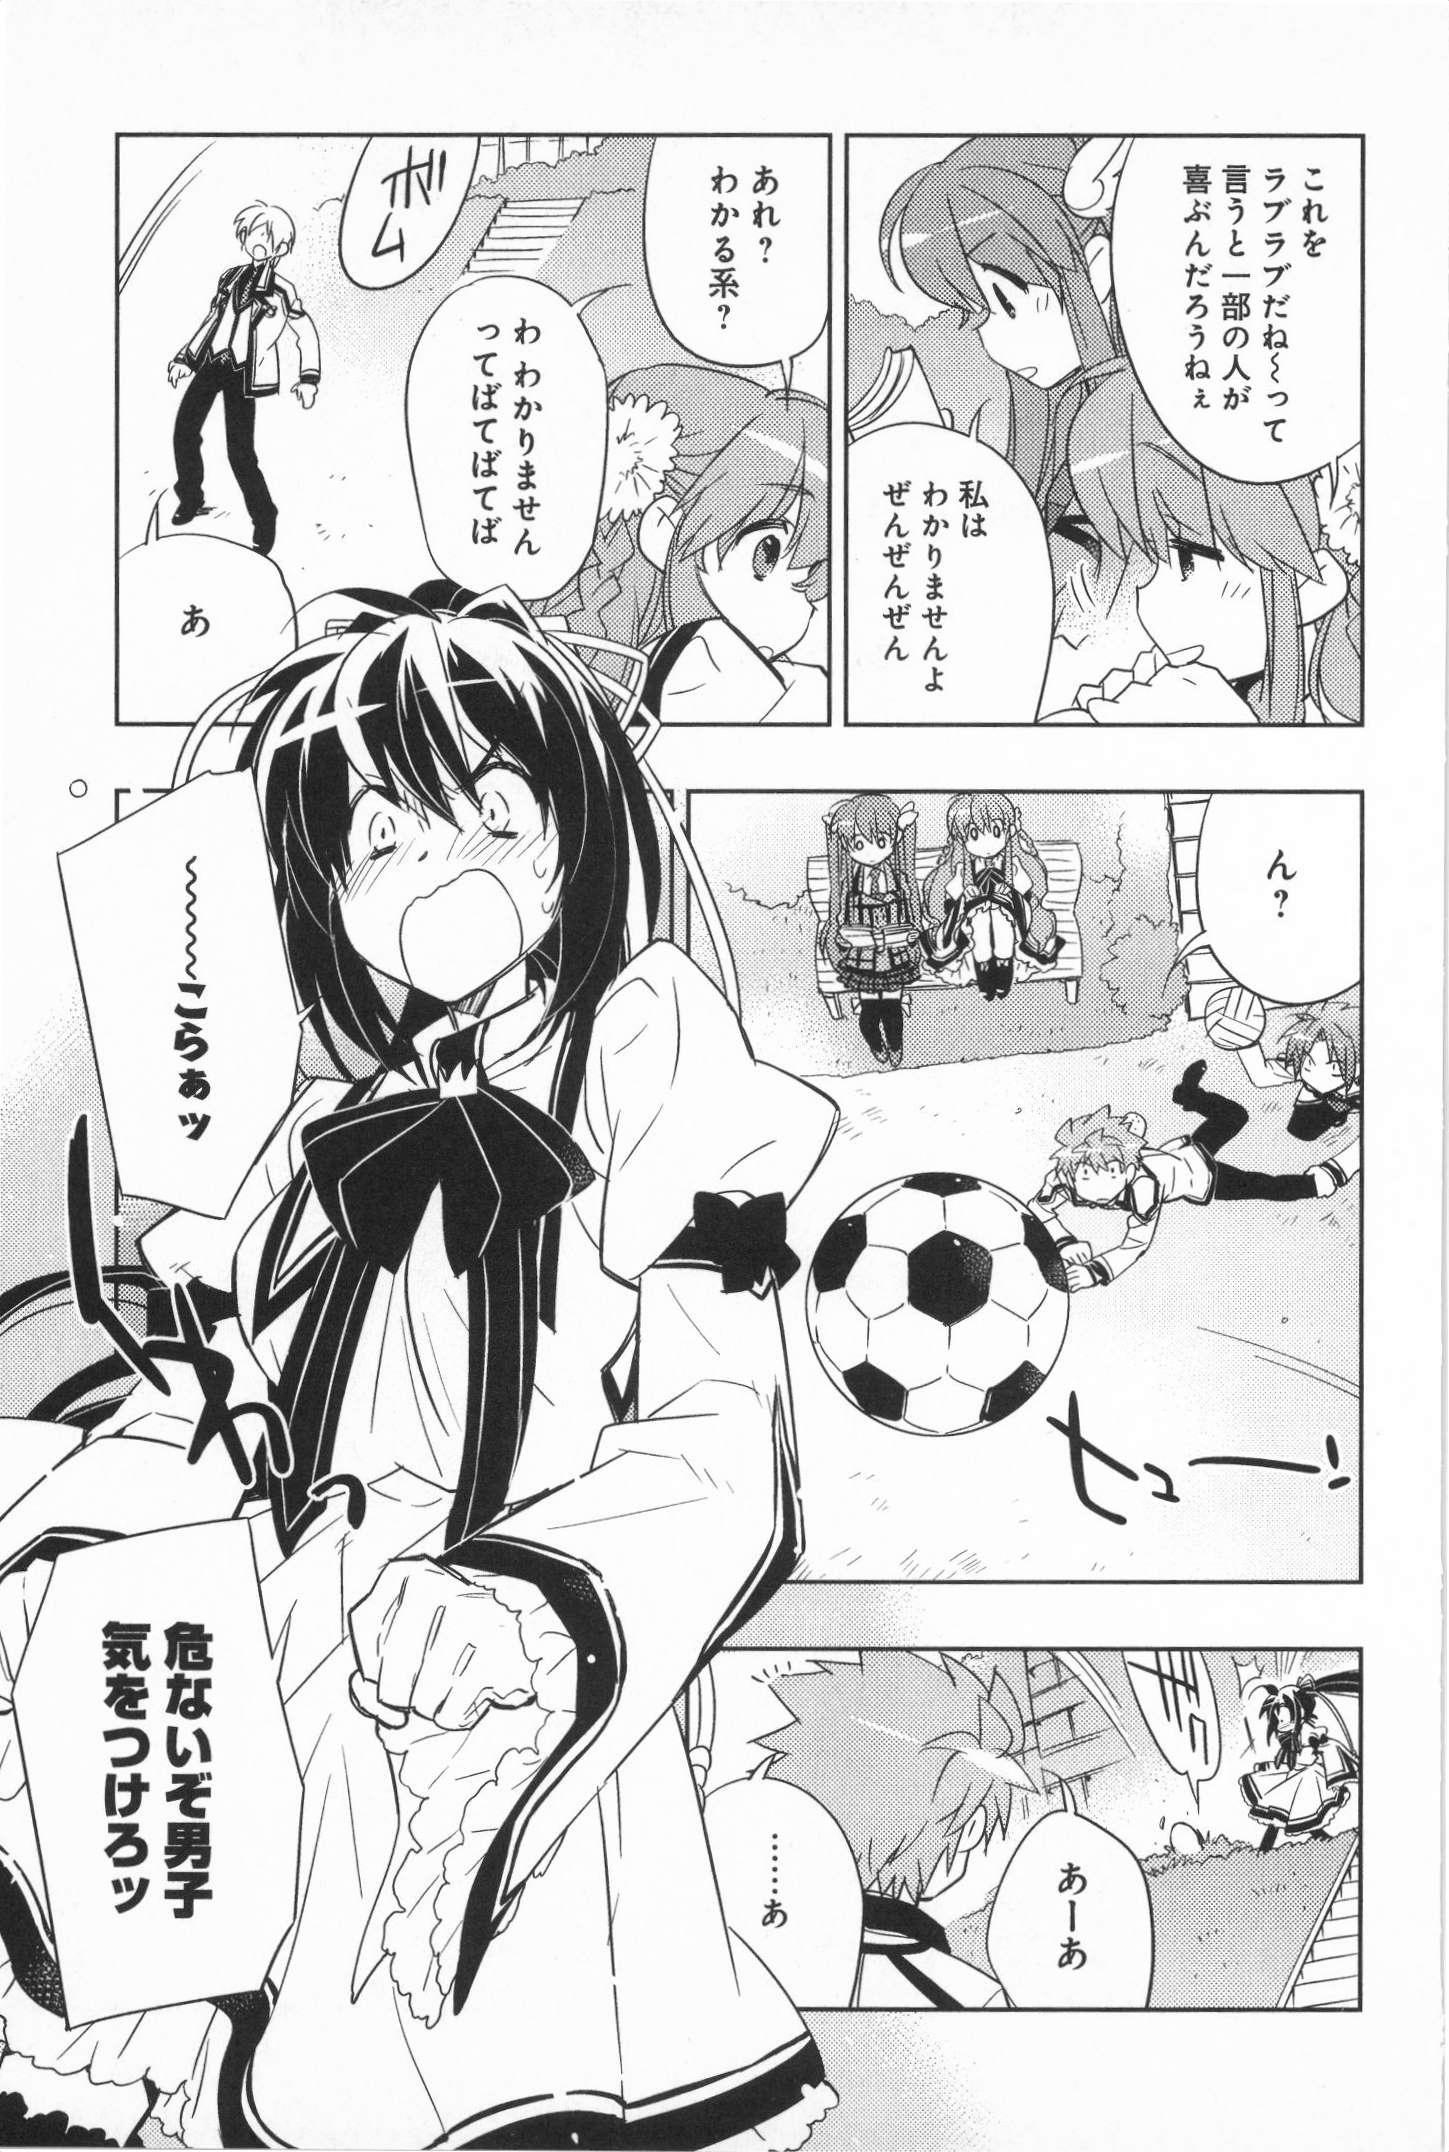 これを
ラブラブだね～って
言うと一部の人が
喜ぶんだろうねぇ
私は
わかりませんよ
ぜんぜんぜん
あれ？
わかる系？
わ わかりません
ってばてばてば
ボム
あ
ん？
キュー！
あーあ
……あ
～～～～こらぁッ
危ないぞ男子
気をつけろッ